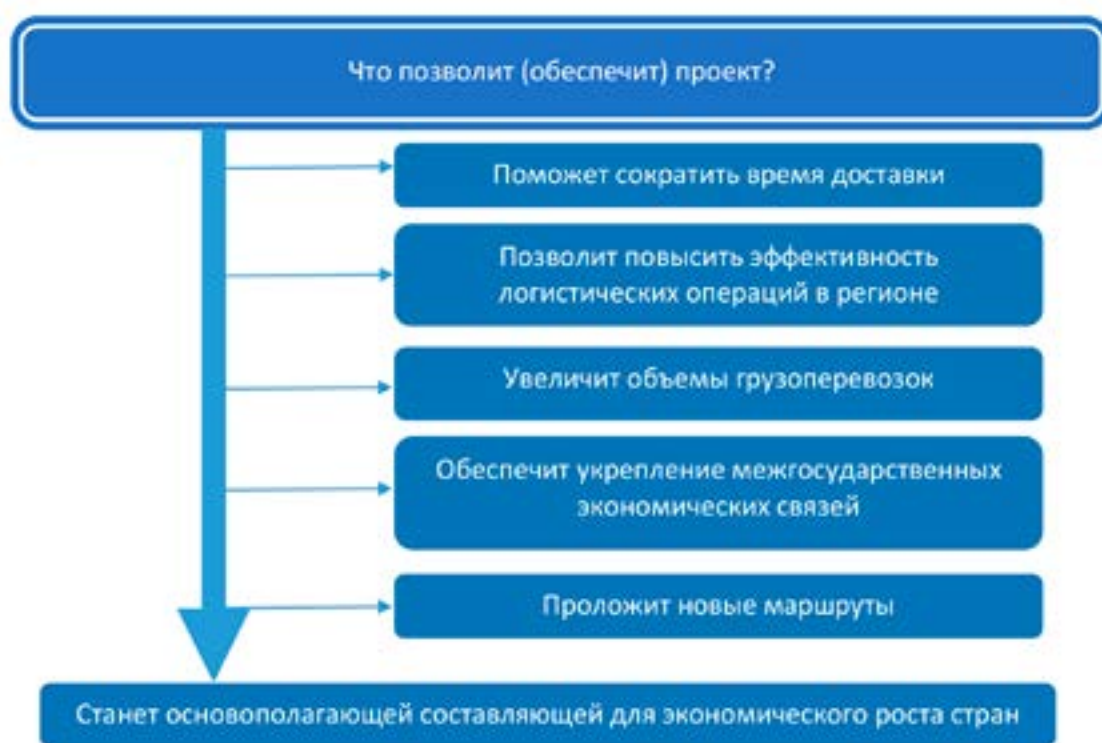 Что позволит (обеспечит) проект?
Поможет сократить время доставки
Позволит повысить эффективность
логистических операций в регионе
Увеличит объемы грузоперевозок
Обеспечит укрепление межгосударственных
экономических связей
Проложит новые маршруты
Станет основополагающей составляющей для экономического роста стран